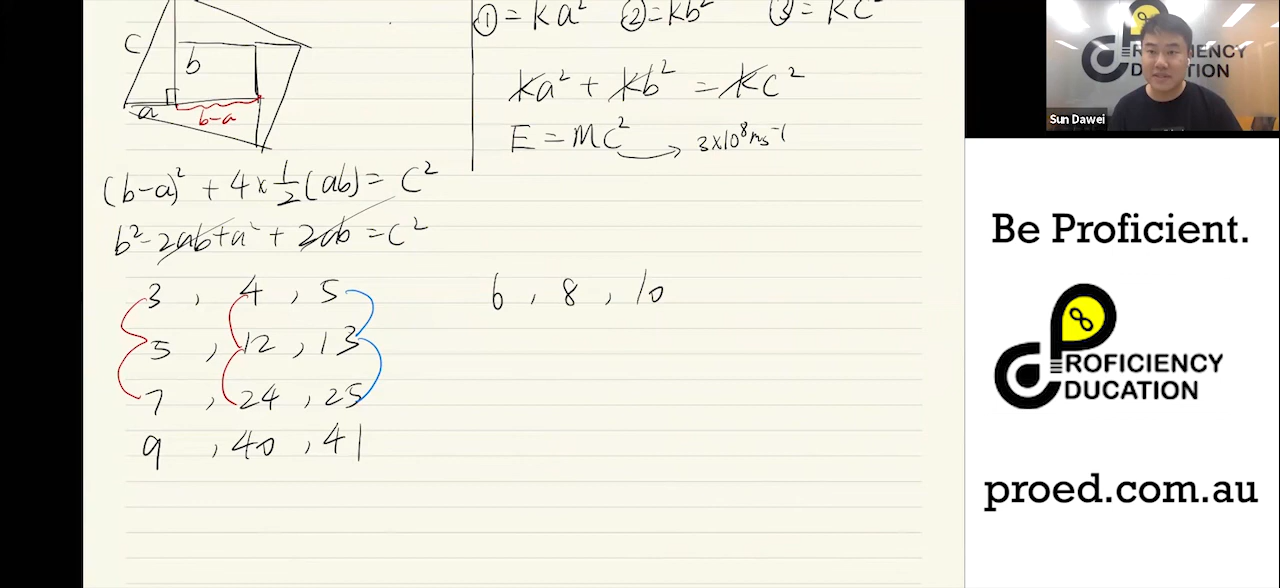 ① = Ka² ② = Kb² ③ = Kc²
C
b
a
b-a
Ka² + Kb² = Kc²
E = MC² → 3×10⁸ms⁻¹
(b-a)² + 4×½(ab) = C²
b² - 2ab + a² + 2ab = C²
3 , 4 , 5
6 , 8 , 10
5 , 12 , 13
7 , 24 , 25
9 , 40 , 41
Sun Dawei
Be Proficient.
PROFICIENCY
EDUCATION
proed.com.au